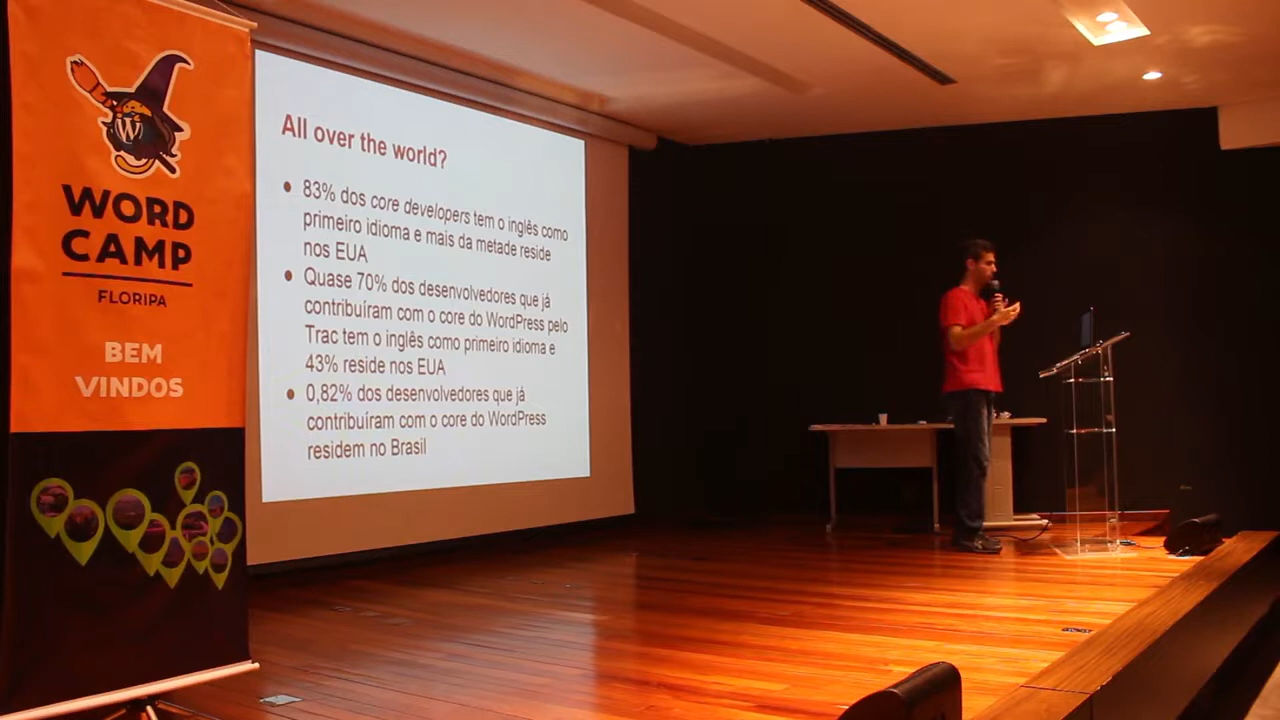 WORD
CAMP
FLORIPA
BEM
VINDOS
All over the world?
• 83% dos core developers tem o inglês como
primeiro idioma e mais da metade reside
nos EUA
• Quase 70% dos desenvolvedores que já
contribuíram com o core do WordPress pelo
Trac tem o inglês como primeiro idioma e
43% reside nos EUA
• 0,82% dos desenvolvedores que já
contribuíram com o core do WordPress
residem no Brasil